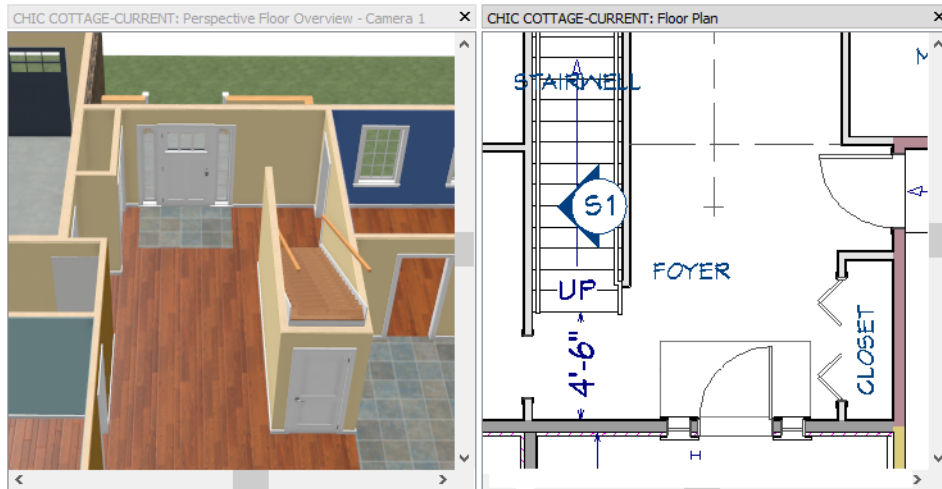 CHIC COTTAGE-CURRENT: Perspective Floor Overview - Camera 1
CHIC COTTAGE-CURRENT: Floor Plan
STAIRWELL
M
S1
FOYER
UP
4'-6"
CLOSET
H